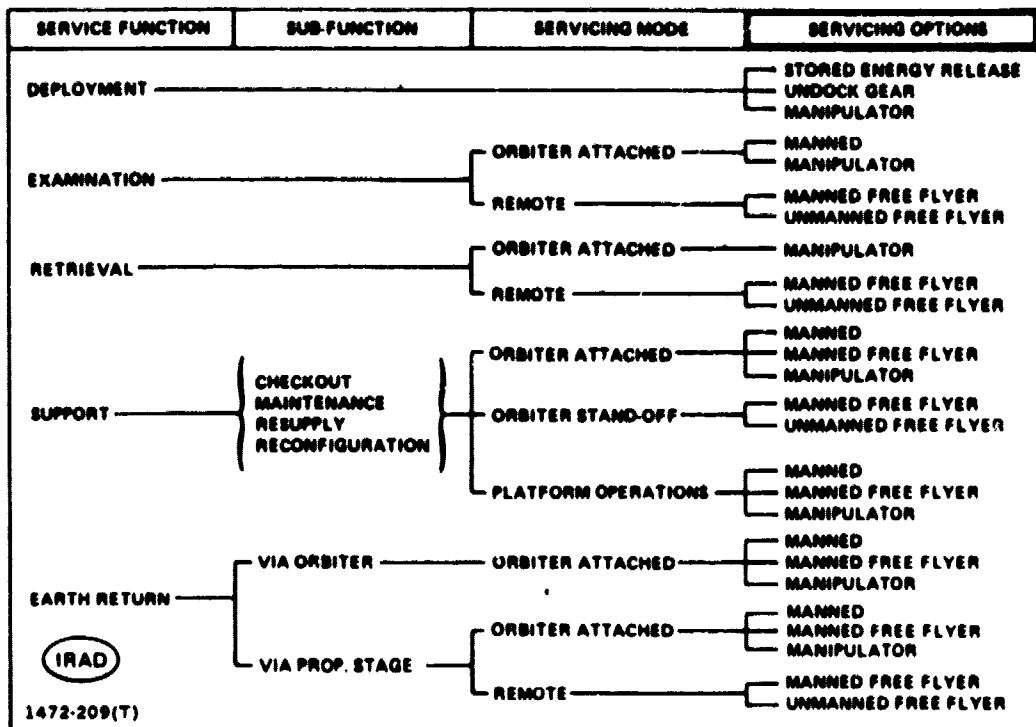 SERVICE FUNCTION SUB-FUNCTION SERVICING MODE SERVICING OPTIONS
STORED ENERGY RELEASE
DEPLOYMENT UNDOCK GEAR
MANIPULATOR
ORBITER ATTACHED MANNED
MANIPULATOR
EXAMINATION
REMOTE MANNED FREE FLYER
UNMANNED FREE FLYER
ORBITER ATTACHED MANIPULATOR
RETRIEVAL
REMOTE MANNED FREE FLYER
UNMANNED FREE FLYER
MANNED
ORBITER ATTACHED MANNED FREE FLYER
MANIPULATOR
CHECKOUT
MAINTENANCE
SUPPORT RESUPPLY
RECONFIGURATION
ORBITER STAND-OFF MANNED FREE FLYER
UNMANNED FREE FLYER
MANNED
PLATFORM OPERATIONS MANNED FREE FLYER
MANIPULATOR
MANNED
VIA ORBITER ORBITER ATTACHED MANNED FREE FLYER
MANIPULATOR
EARTH RETURN
MANNED
ORBITER ATTACHED MANNED FREE FLYER
MANIPULATOR
IRAD VIA PROP. STAGE
REMOTE MANNED FREE FLYER
UNMANNED FREE FLYER
1472-209(T)